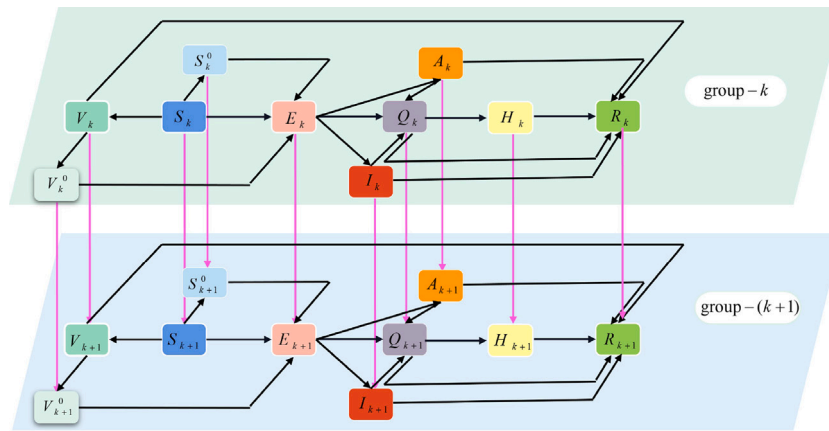 S_k^0
A_k
group-k
V_k S_k E_k Q_k H_k R_k
V_k^0
I_k
S_{k+1}^0
A_{k+1}
group-(k+1)
V_{k+1} S_{k+1} E_{k+1} Q_{k+1} H_{k+1} R_{k+1}
V_{k+1}^0
I_{k+1}